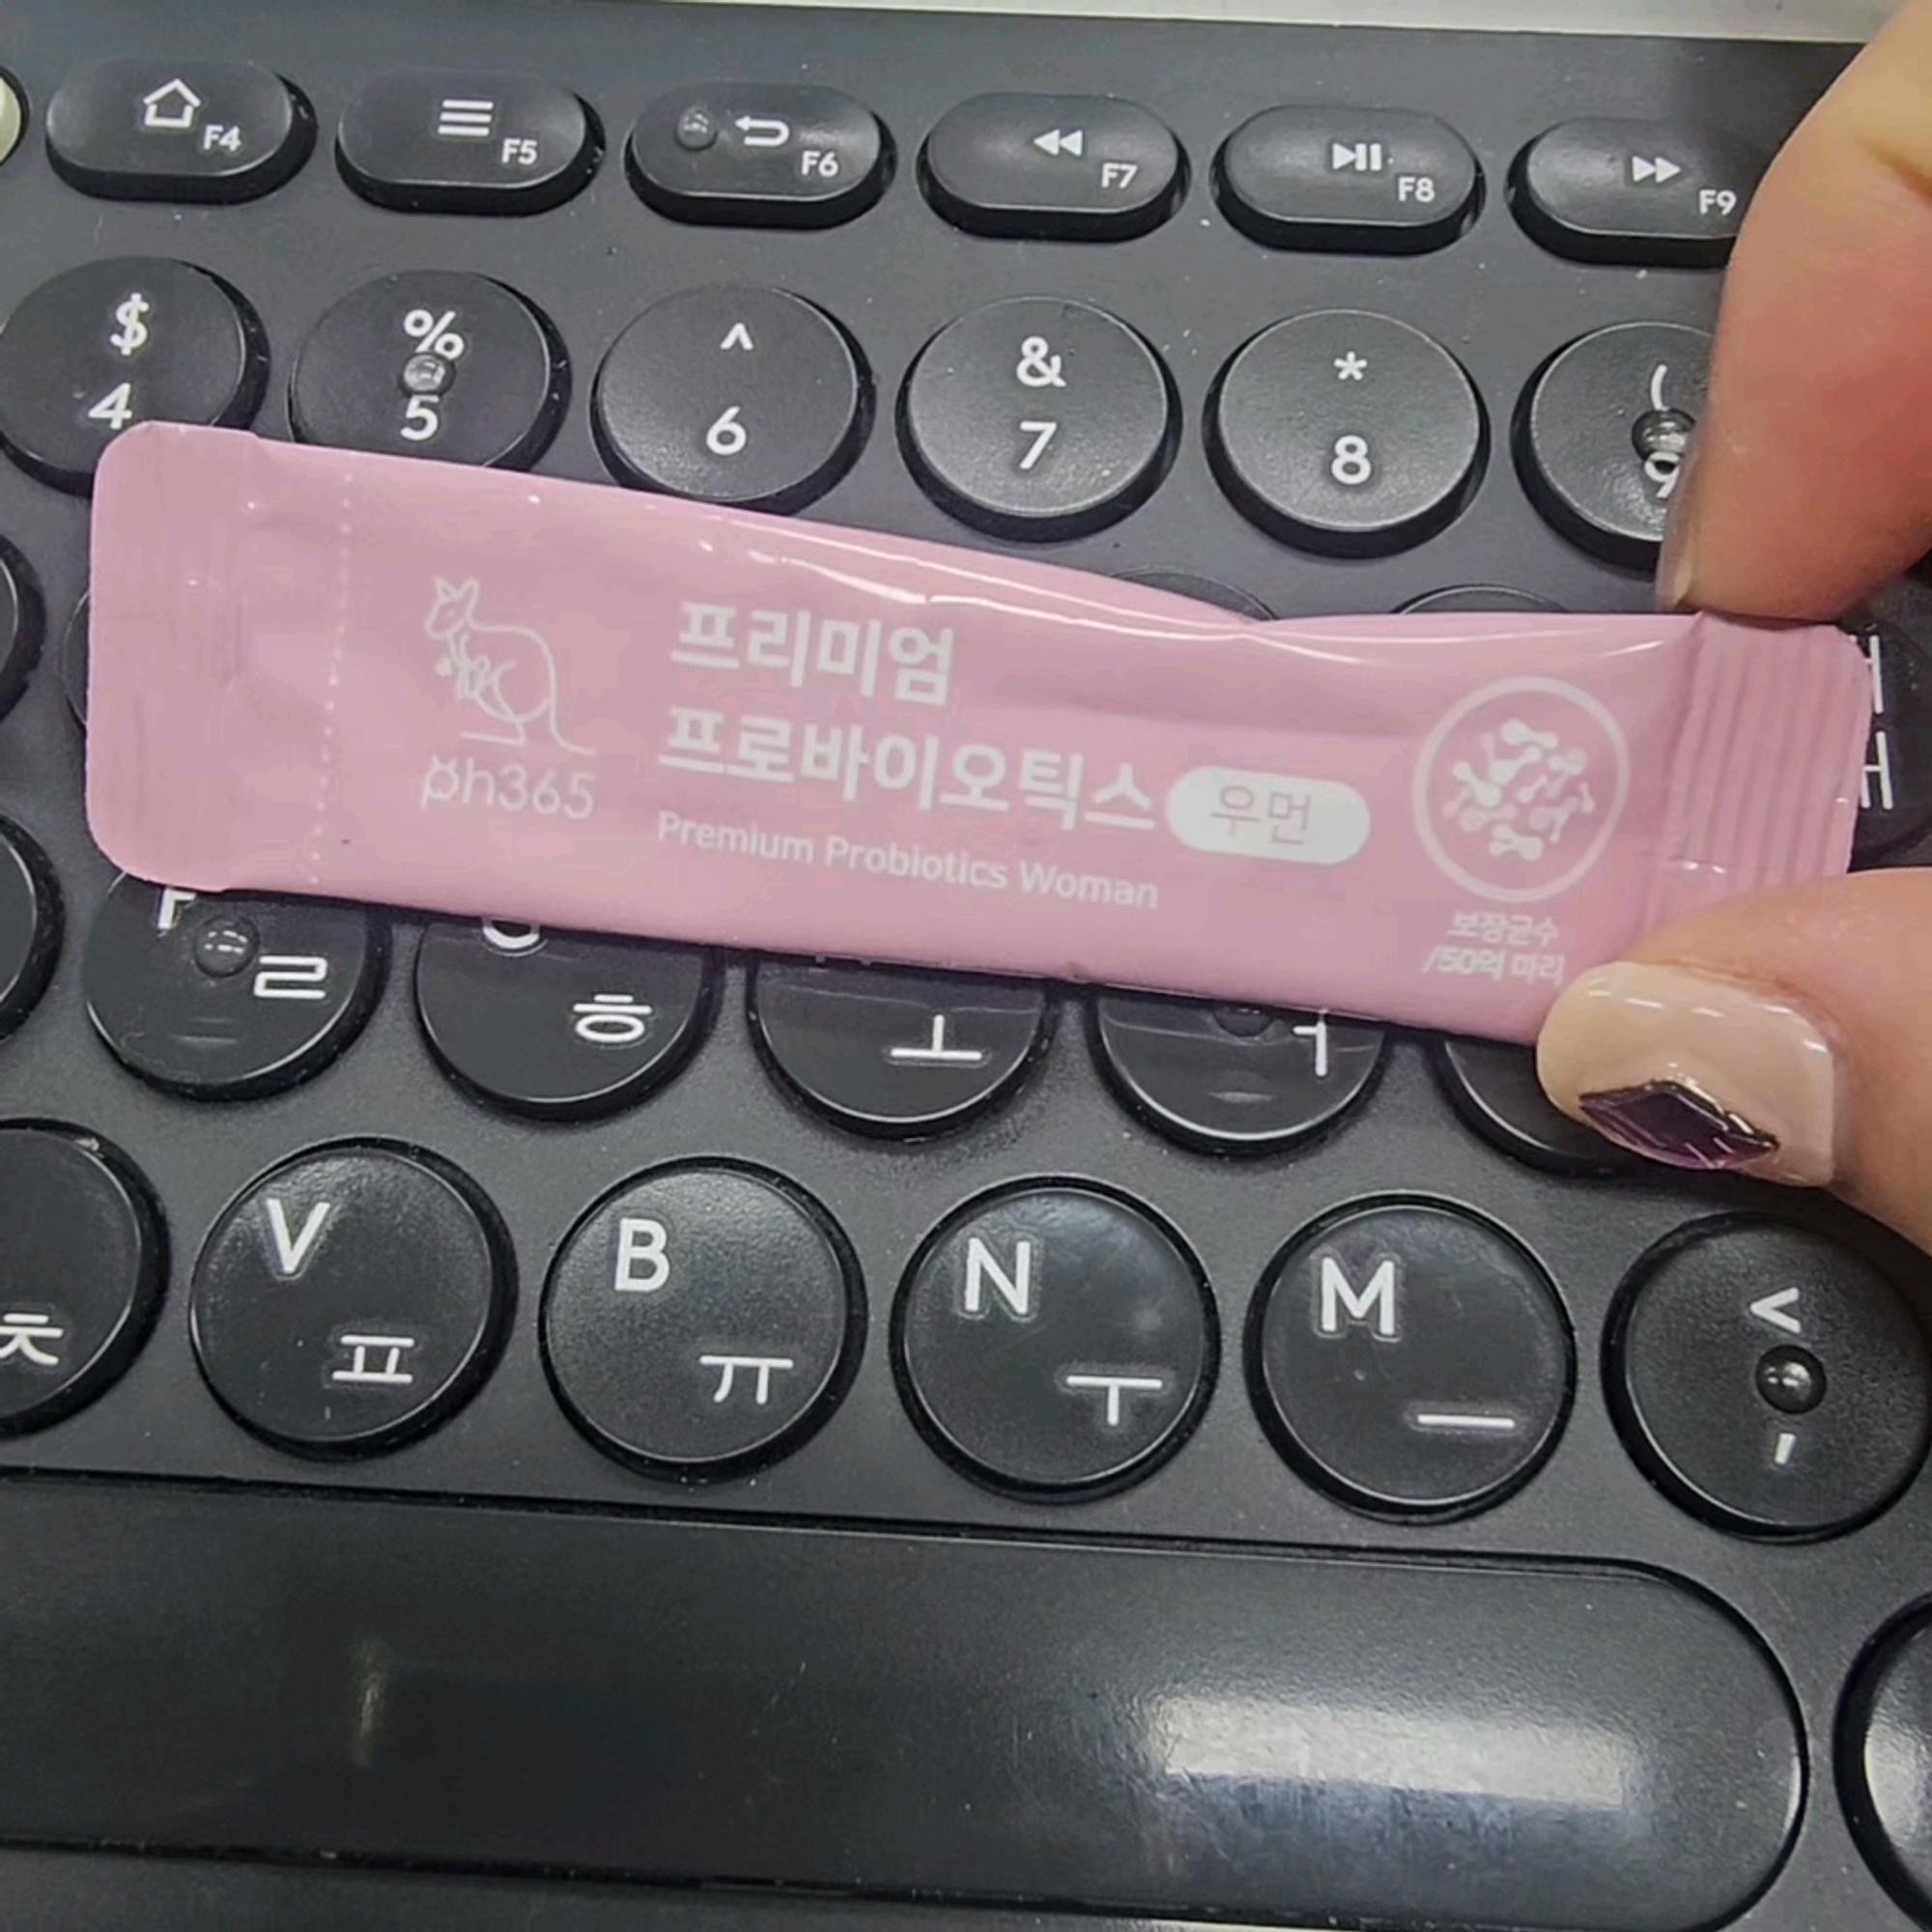 F4
F5
F6
F7
F8
F9
$
4
%
5
^
6
&
7
*
8
(
9
프리미엄
프로바이오틱스 우먼
Premium Probiotics Woman
ph365
보장균수
/50억 마리
ㅐ
F
ㄹ
ㅎ
ㅗ
ㅓ
ㅊ
V
ㅍ
B
ㅠ
N
ㅜ
M
ㅡ
<
,